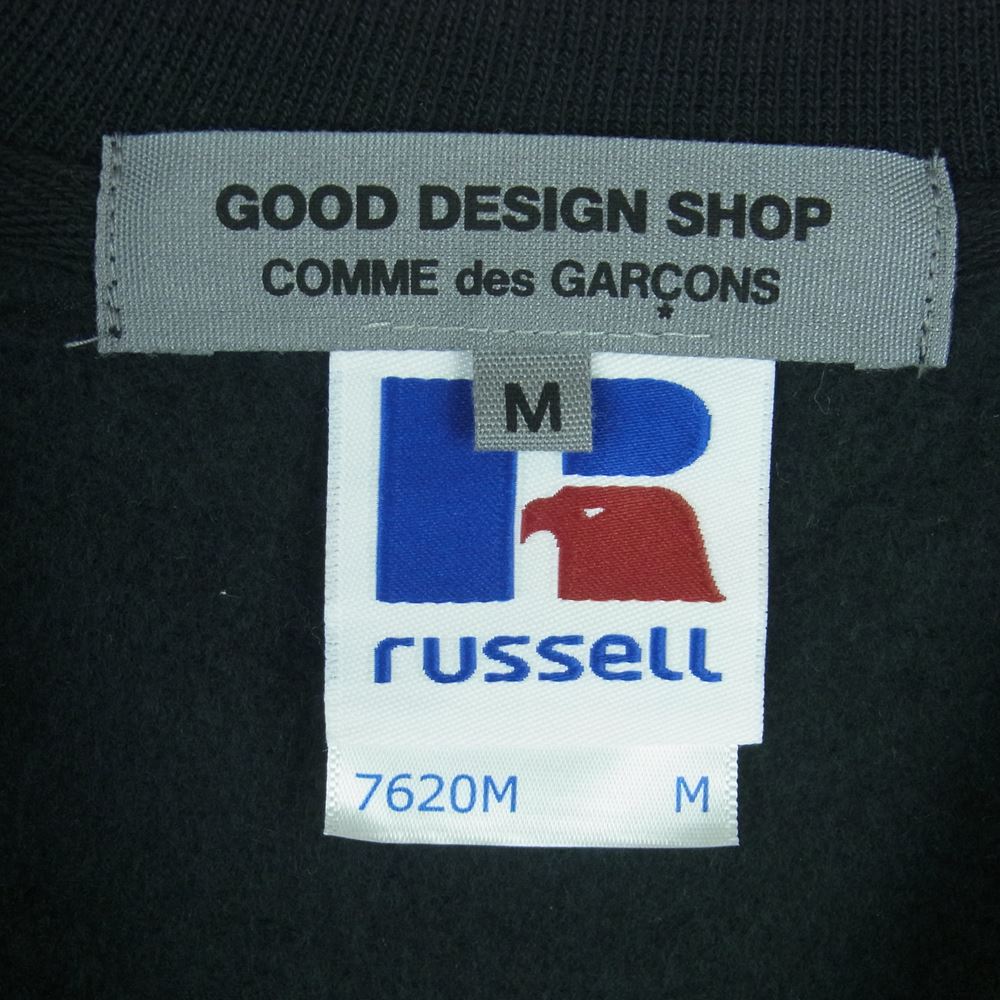 GOOD DESIGN SHOP
COMME des GARÇONS
*
M
R
russell
7620M M